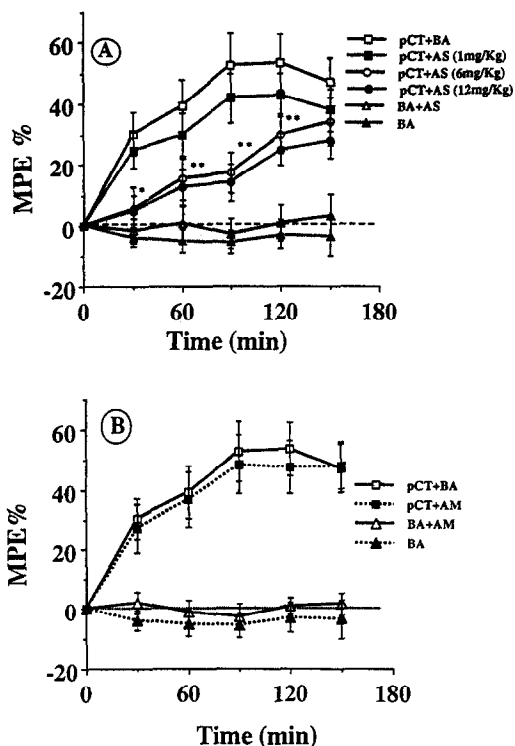 A
MPE %
60
40
20
0
-20
0 60 120 180
Time (min)
* * ** ** ***
pCT+BA
pCT+AS (1mg/Kg)
pCT+AS (6mg/Kg)
pCT+AS (12mg/Kg)
BA+AS
BA
B
MPE %
60
40
20
0
-20
0 60 120 180
Time (min)
pCT+BA
pCT+AM
BA+AM
BA